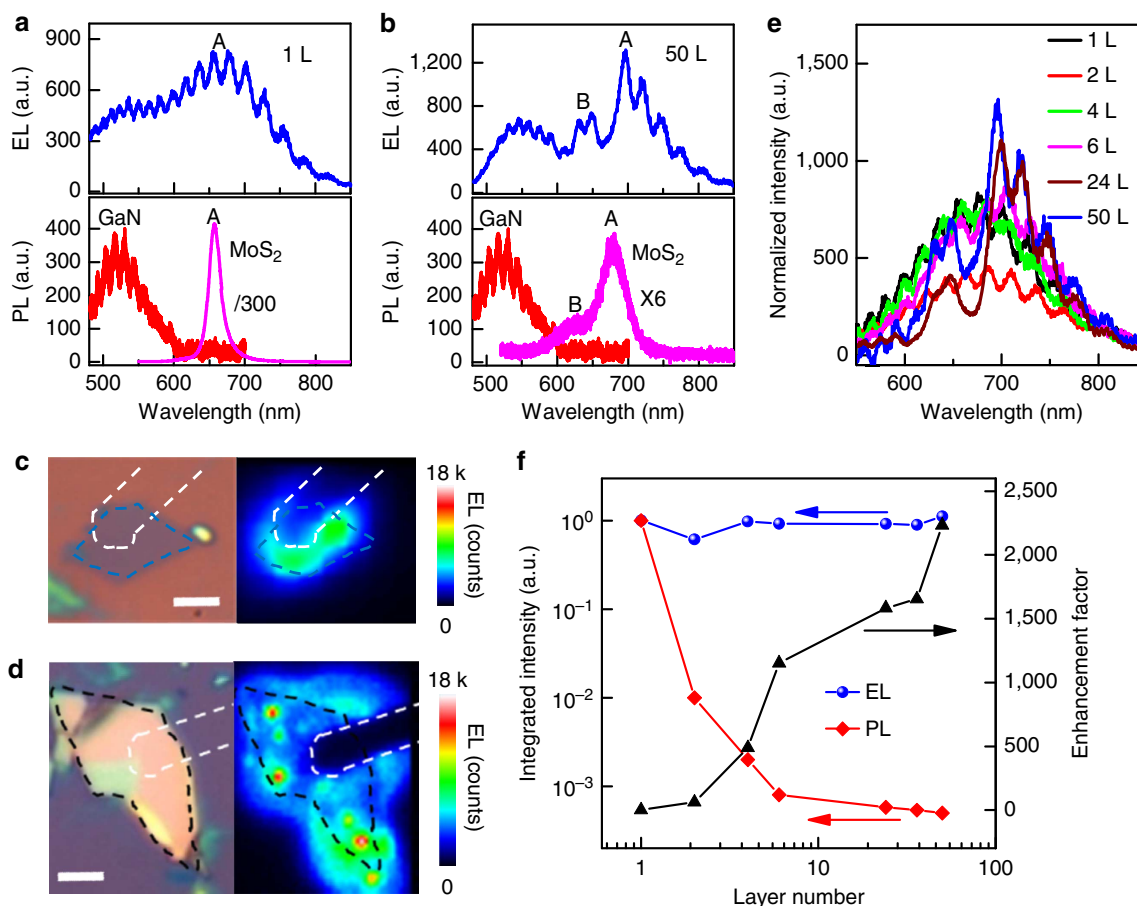 a
900
600
300
0
EL (a.u.)
A
1 L
400
300
200
100
0
PL (a.u.)
GaN
A
MoS₂
/300
500 600 700 800
Wavelength (nm)
b
1,200
800
400
0
EL (a.u.)
A
50 L
B
400
300
200
100
0
PL (a.u.)
GaN
A
MoS₂
X6
B
500 600 700 800
Wavelength (nm)
e
1,500
1,000
500
0
Normalized intensity (a.u.)
1 L
2 L
4 L
6 L
24 L
50 L
600 700 800
Wavelength (nm)
c
18 k
EL (counts)
0
d
18 k
EL (counts)
0
f
10⁰
10⁻¹
10⁻²
10⁻³
Integrated intensity (a.u.)
EL
PL
2,500
2,000
1,500
1,000
500
0
Enhancement factor
1 10 100
Layer number